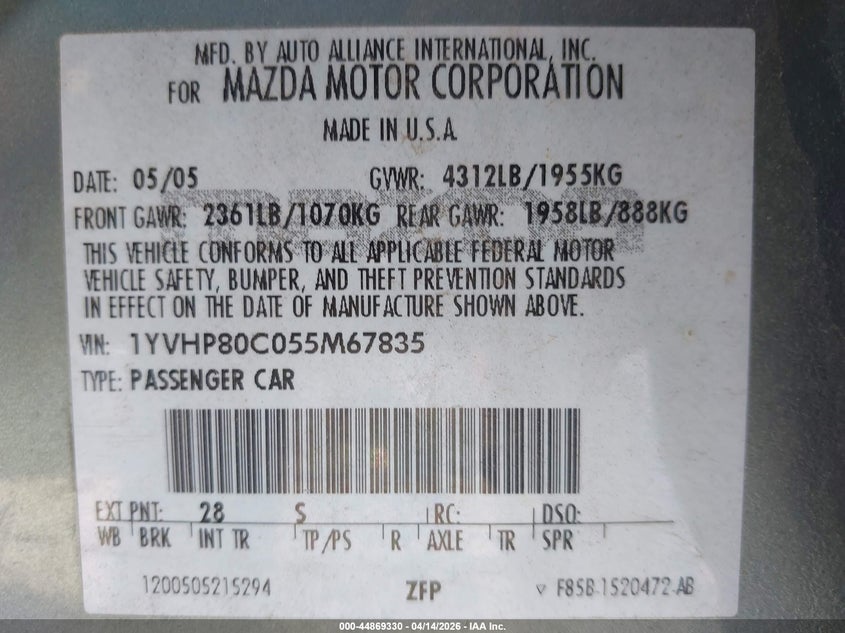 MFD. BY AUTO ALLIANCE INTERNATIONAL, INC.
FOR MAZDA MOTOR CORPORATION
MADE IN U.S.A.
DATE: 05/05 GVWR: 4312LB/1955KG
FRONT GAWR: 2361LB/1070KG REAR GAWR: 1958LB/888KG
THIS VEHICLE CONFORMS TO ALL APPLICABLE FEDERAL MOTOR
VEHICLE SAFETY, BUMPER, AND THEFT PREVENTION STANDARDS
IN EFFECT ON THE DATE OF MANUFACTURE SHOWN ABOVE.
VIN: 1YVHP80C055M67835
TYPE: PASSENGER CAR
EXT PNT: 28 S RC: DSO:
WB BRK INT TR TP/PS R AXLE TR SPR
1200505215294 ZFP F85B-1520472-AB
000-44869330 - 04/14/2026 - IAA Inc.